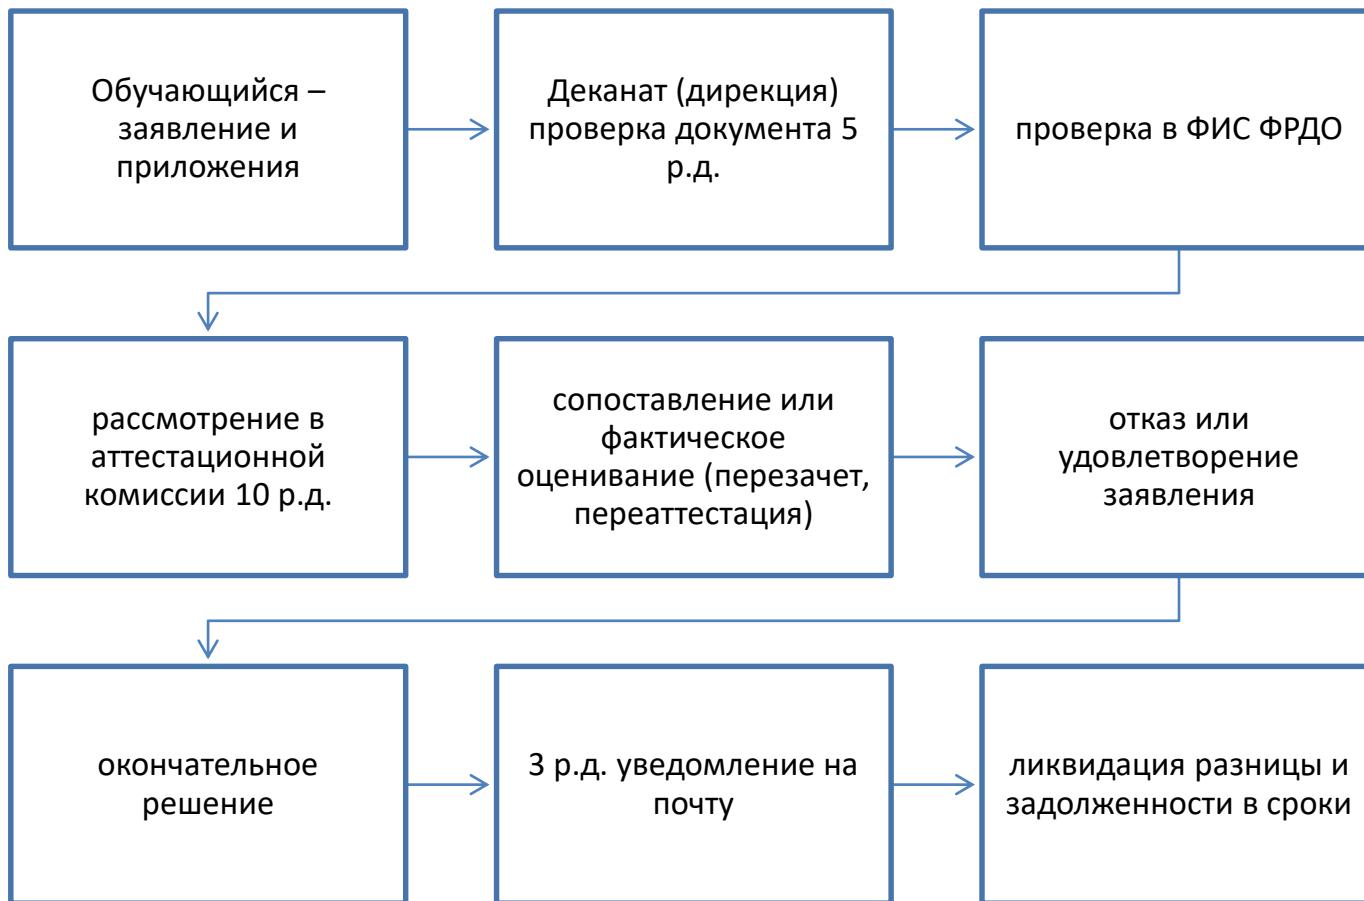 Обучающийся –
заявление и
приложения
Деканат (дирекция)
проверка документа 5
р.д.
проверка в ФИС ФРДО
рассмотрение в
аттестационной
комиссии 10 р.д.
сопоставление или
фактическое
оценивание (перезачет,
переаттестация)
отказ или
удовлетворение
заявления
окончательное
решение
3 р.д. уведомление на
почту
ликвидация разницы и
задолженности в сроки